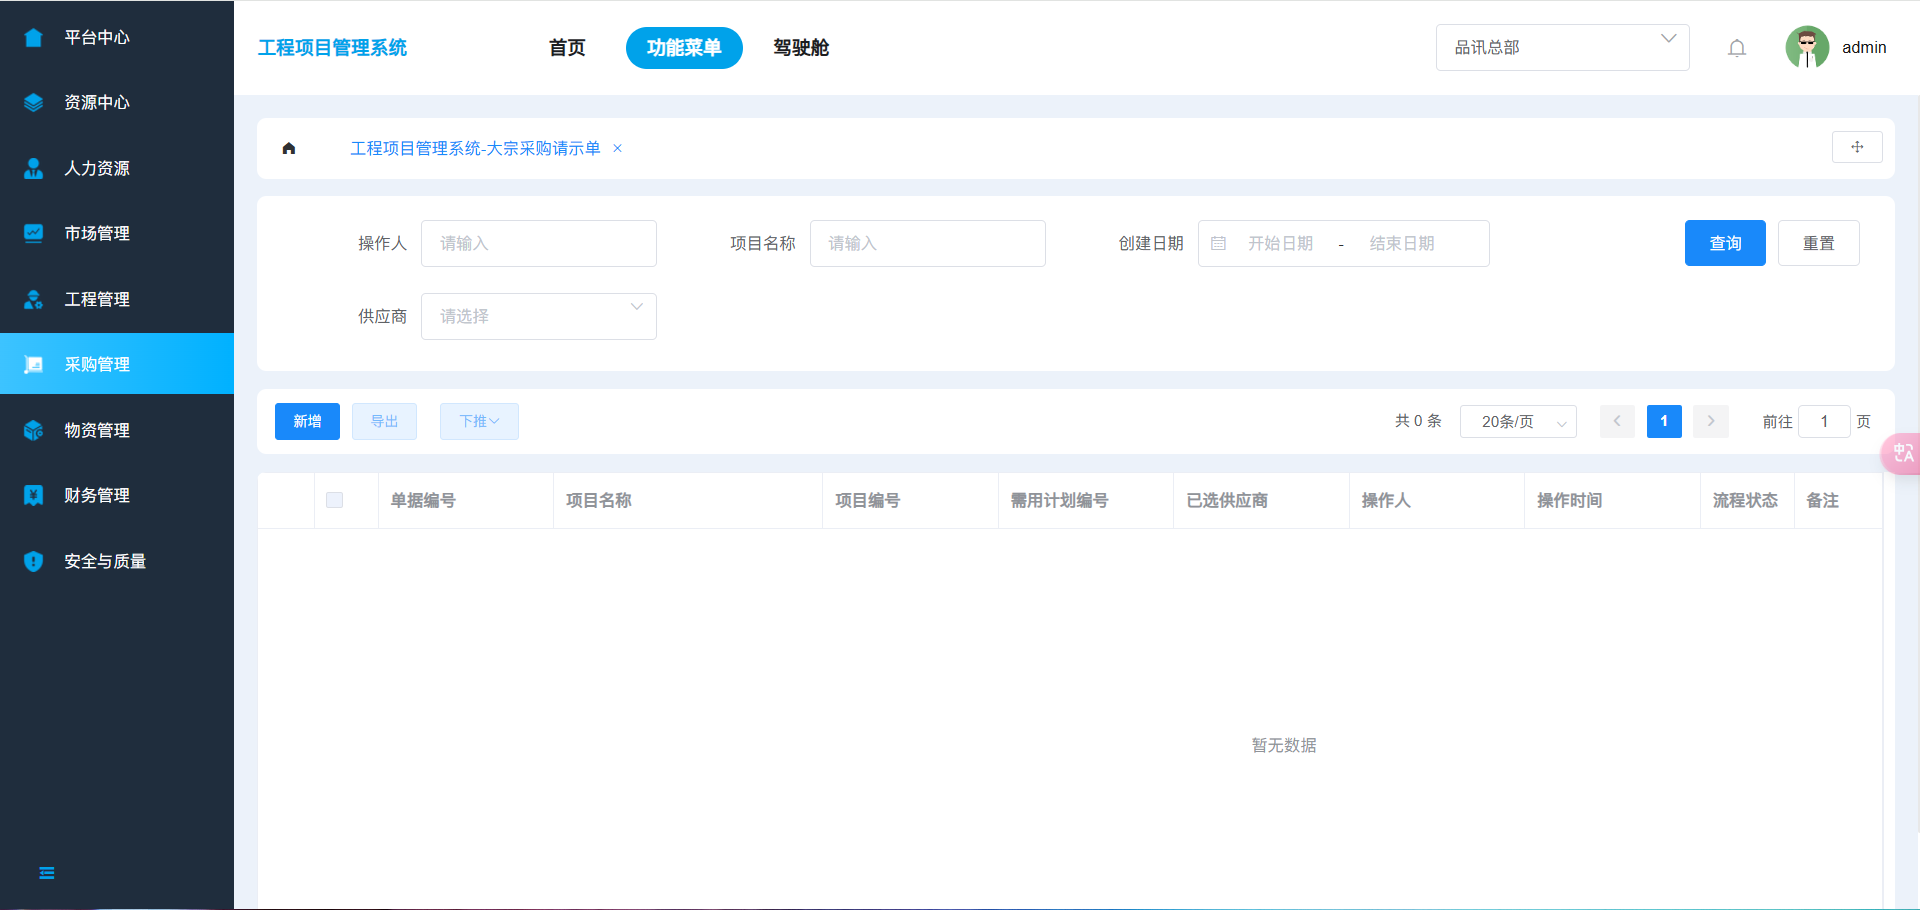 平台中心
资源中心
人力资源
市场管理
工程管理
采购管理
物资管理
财务管理
安全与质量
工程项目管理系统
首页
功能菜单
驾驶舱
品讯总部
admin
工程项目管理系统-大宗采购请示单 ×
操作人 请输入
项目名称 请输入
创建日期 开始日期 - 结束日期
查询
重置
供应商 请选择
新增
导出
下推
共 0 条
20条/页
1
前往 1 页
中A
单据编号 项目名称 项目编号 需用计划编号 已选供应商 操作人 操作时间 流程状态 备注
暂无数据